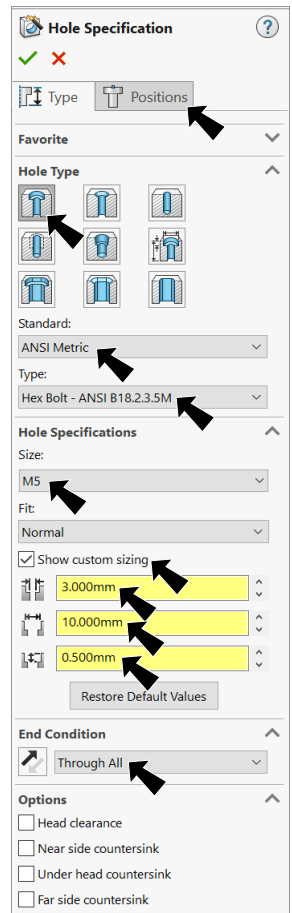 Hole Specification
?
Type
Positions
Favorite
Hole Type
Standard:
ANSI Metric
Type:
Hex Bolt - ANSI B18.2.3.5M
Hole Specifications
Size:
M5
Fit:
Normal
Show custom sizing
3.000mm
10.000mm
0.500mm
Restore Default Values
End Condition
Through All
Options
Head clearance
Near side countersink
Under head countersink
Far side countersink